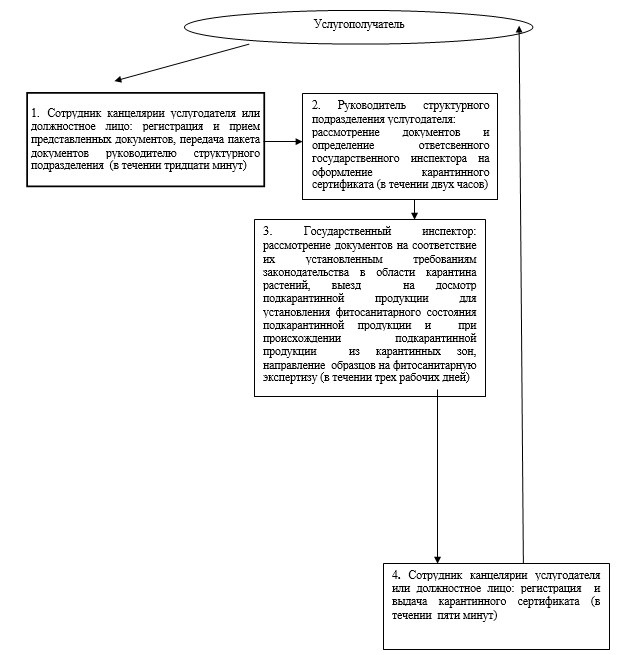 Услугополучатель
1. Сотрудник канцелярии услугодателя или
должностное лицо: регистрация и прием
представленных документов, передача пакета
документов руководителю структурного
подразделения (в течении тридцати минут)
2. Руководитель структурного
подразделения услугодателя:
рассмотрение документов и
определение ответсвенного
государственного инспектора на
оформление карантинного
сертификата (в течении двух часов)
3. Государственный инспектор:
рассмотрение документов на соответствие
их установленным требованиям
законодательства в области карантина
растений, выезд на досмотр
подкарантинной продукции для
установления фитосанитарного состояния
подкарантинной продукции и при
происхождении подкарантинной
продукции из карантинных зон,
направление образцов на фитосанитарную
экспертизу (в течении трех рабочих дней)
4. Сотрудник канцелярии услугодателя
или должностное лицо: регистрация и
выдача карантинного сертификата (в
течении пяти минут)